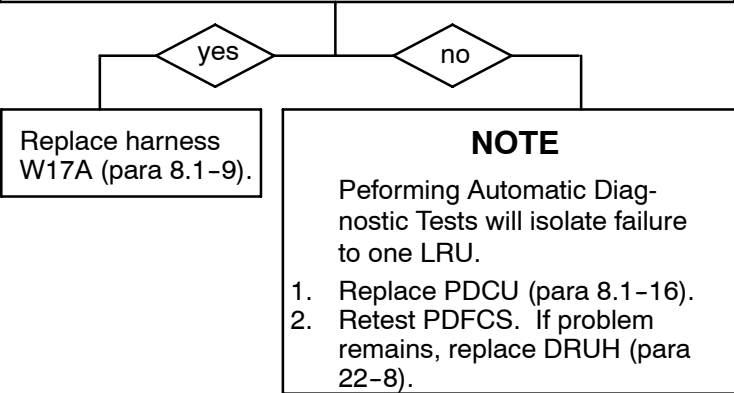 yes
no
Replace harness
W17A (para 8.1-9).
NOTE
Peforming Automatic Diag-
nostic Tests will isolate failure
to one LRU.
1. Replace PDCU (para 8.1-16).
2. Retest PDFCS. If problem
remains, replace DRUH (para
22-8).